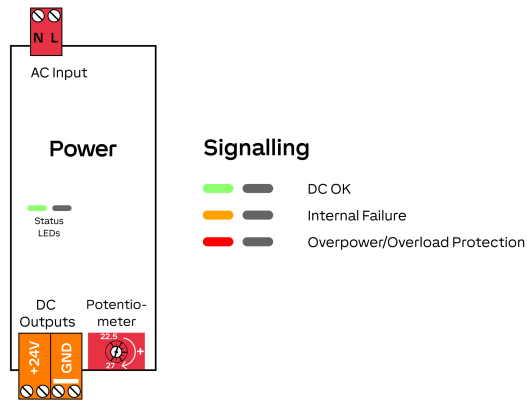 N L
AC Input
Power
Signalling
DC OK
Status
LEDs
Internal Failure
Overpower/Overload Protection
DC
Outputs
Potentio-
meter
+24V
GND
22.5
+
27